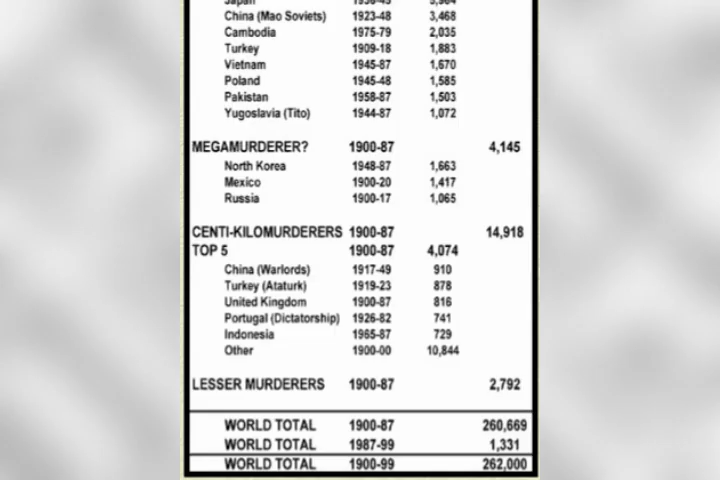 Japan 1936-45 5,964
China (Mao Soviets) 1923-48 3,468
Cambodia 1975-79 2,035
Turkey 1909-18 1,883
Vietnam 1945-87 1,670
Poland 1945-48 1,585
Pakistan 1958-87 1,503
Yugoslavia (Tito) 1944-87 1,072
MEGAMURDERER? 1900-87 4,145
North Korea 1948-87 1,663
Mexico 1900-20 1,417
Russia 1900-17 1,065
CENTI-KILOMURDERERS 1900-87 14,918
TOP 5 1900-87 4,074
China (Warlords) 1917-49 910
Turkey (Ataturk) 1919-23 878
United Kingdom 1900-87 816
Portugal (Dictatorship) 1926-82 741
Indonesia 1965-87 729
Other 1900-00 10,844
LESSER MURDERERS 1900-87 2,792
WORLD TOTAL 1900-87 260,669
WORLD TOTAL 1987-99 1,331
WORLD TOTAL 1900-99 262,000